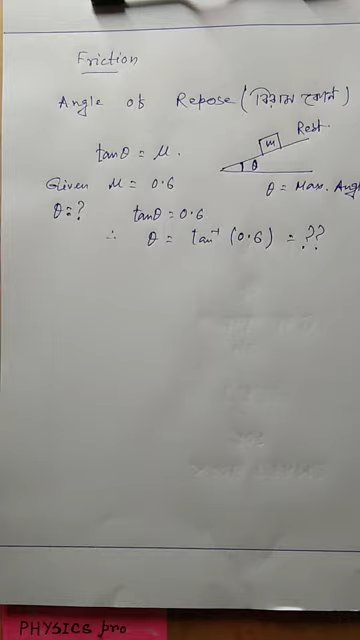 Friction
Angle of Repose (বিরাম কোন)
tanθ = μ.
m
Rest.
θ
Given μ = 0.6
θ = Max. Angl
θ = ?
tanθ = 0.6
∴ θ = tan⁻¹ (0.6) = ??
PHYSICS pro